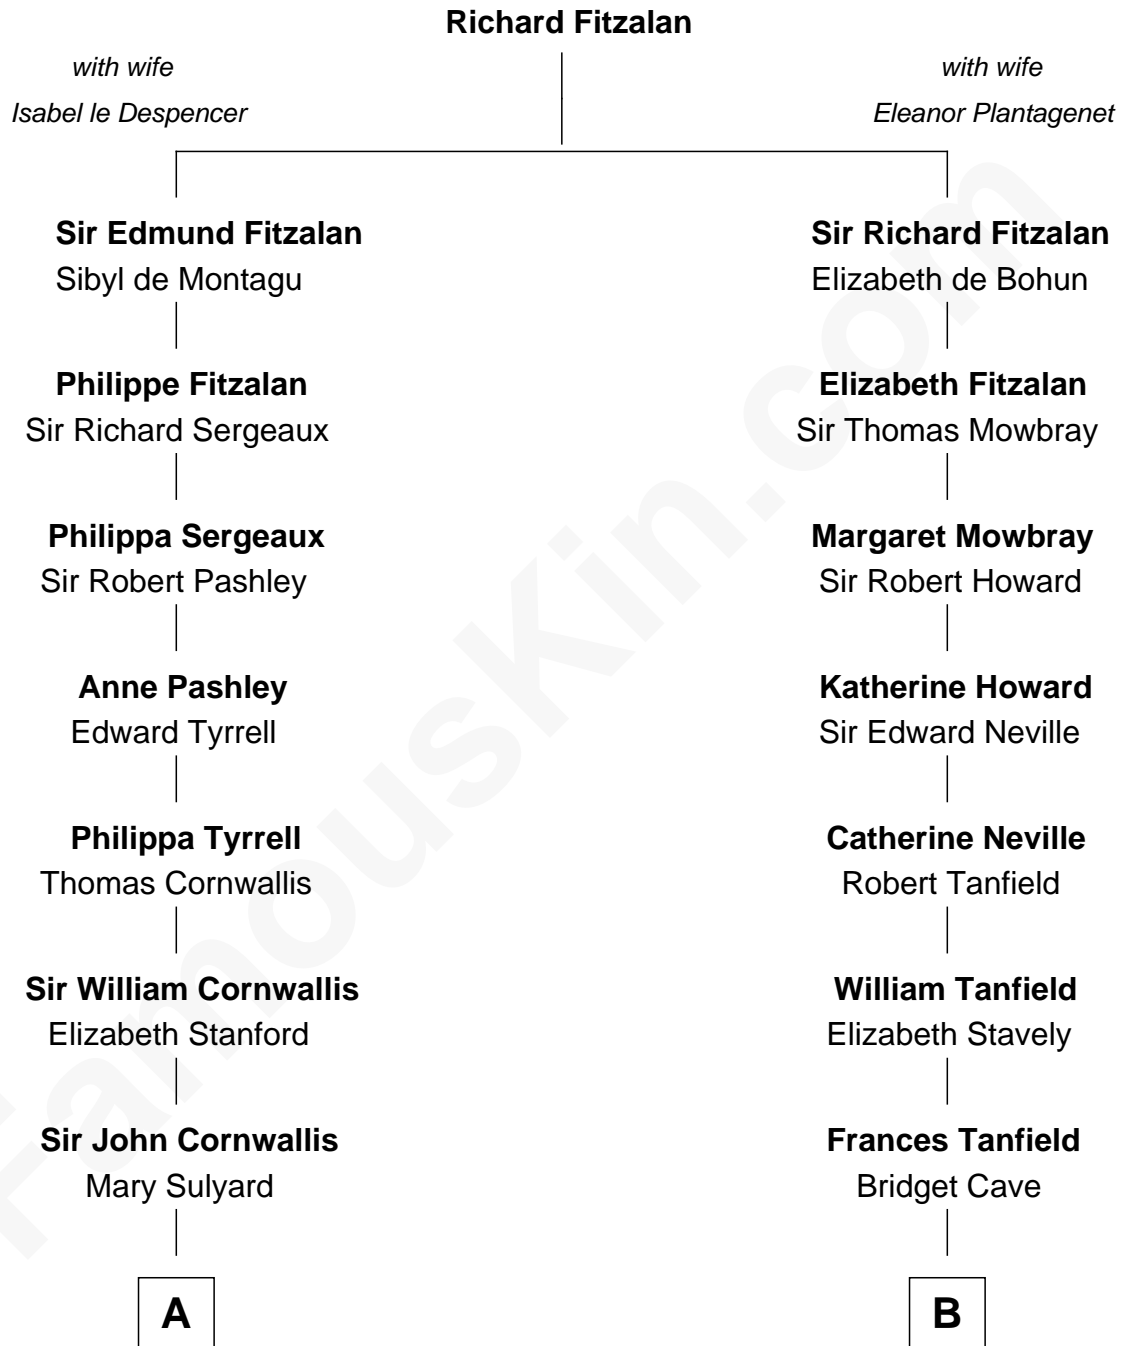 Richard Fitzalan
with wife
Isabel le Despencer
with wife
Eleanor Plantagenet
Sir Edmund Fitzalan
Sibyl de Montagu
Sir Richard Fitzalan
Elizabeth de Bohun
Philippe Fitzalan
Sir Richard Sergeaux
Elizabeth Fitzalan
Sir Thomas Mowbray
Philippa Sergeaux
Sir Robert Pashley
Margaret Mowbray
Sir Robert Howard
Anne Pashley
Edward Tyrrell
Katherine Howard
Sir Edward Neville
Philippa Tyrrell
Thomas Cornwallis
Catherine Neville
Robert Tanfield
Sir William Cornwallis
Elizabeth Stanford
William Tanfield
Elizabeth Stavely
Sir John Cornwallis
Mary Sulyard
Frances Tanfield
Bridget Cave
A
B
FamousKin.com